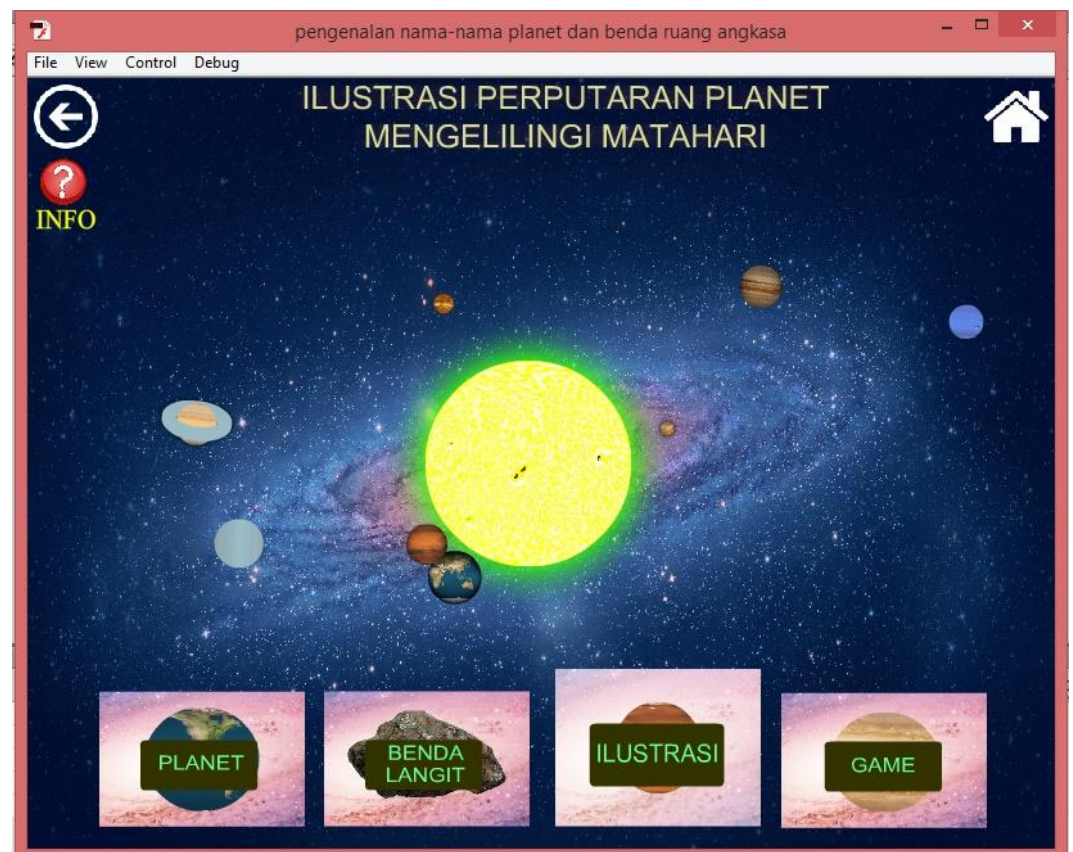 pengenalan nama-nama planet dan benda ruang angkasa
File View Control Debug
ILUSTRASI PERPUTARAN PLANET
MENGELILINGI MATAHARI
INFO
PLANET
BENDA
LANGIT
ILUSTRASI
GAME